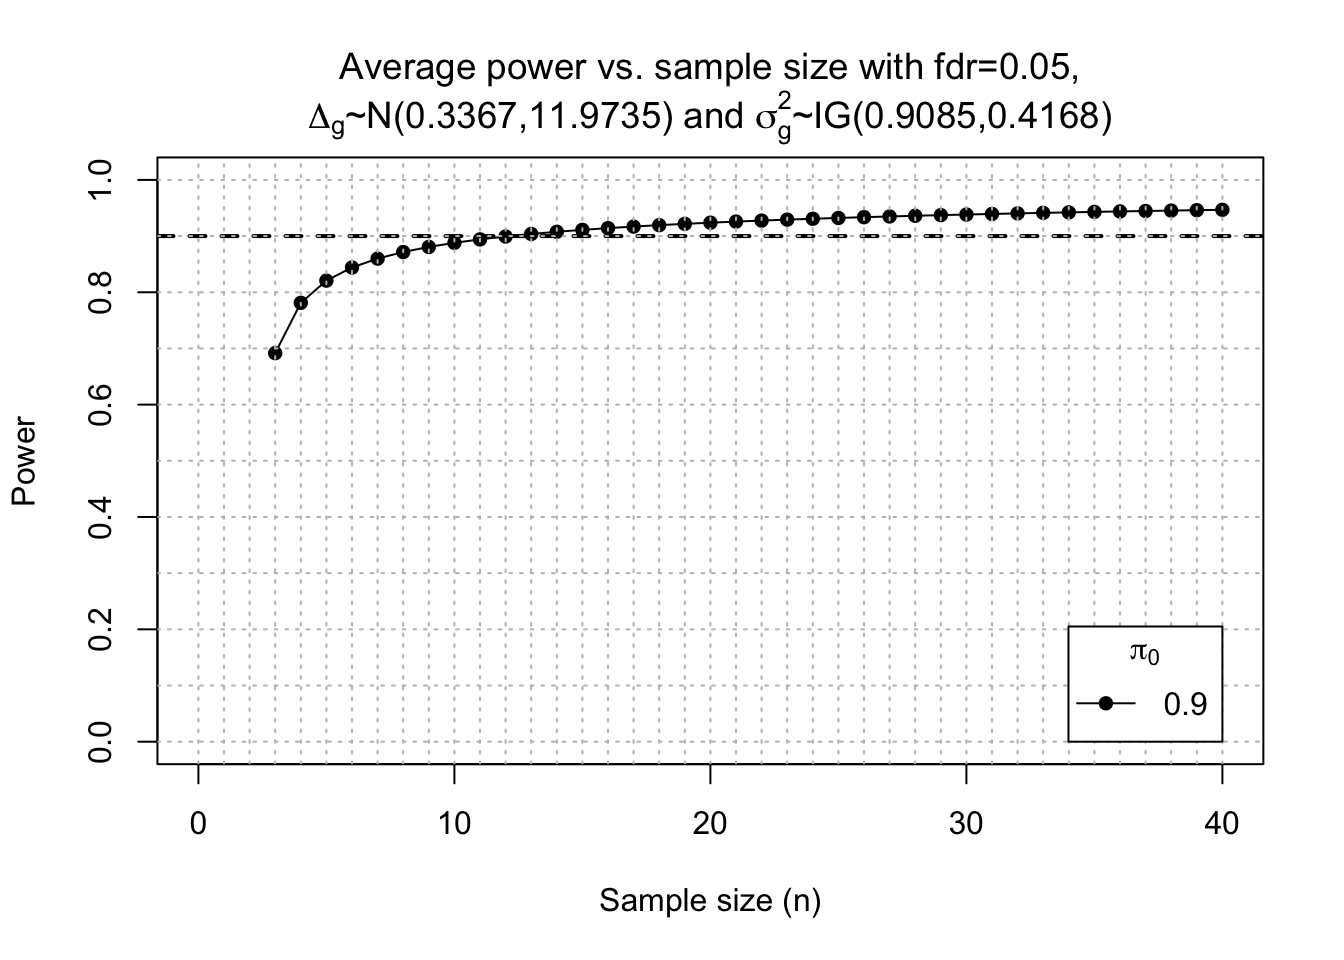 Average power vs. sample size with fdr=0.05,
Δg~N(0.3367,11.9735) and σg²~IG(0.9085,0.4168)
Power
1.0
0.8
0.6
0.4
0.2
0.0
π₀
0.9
0 10 20 30 40
Sample size (n)